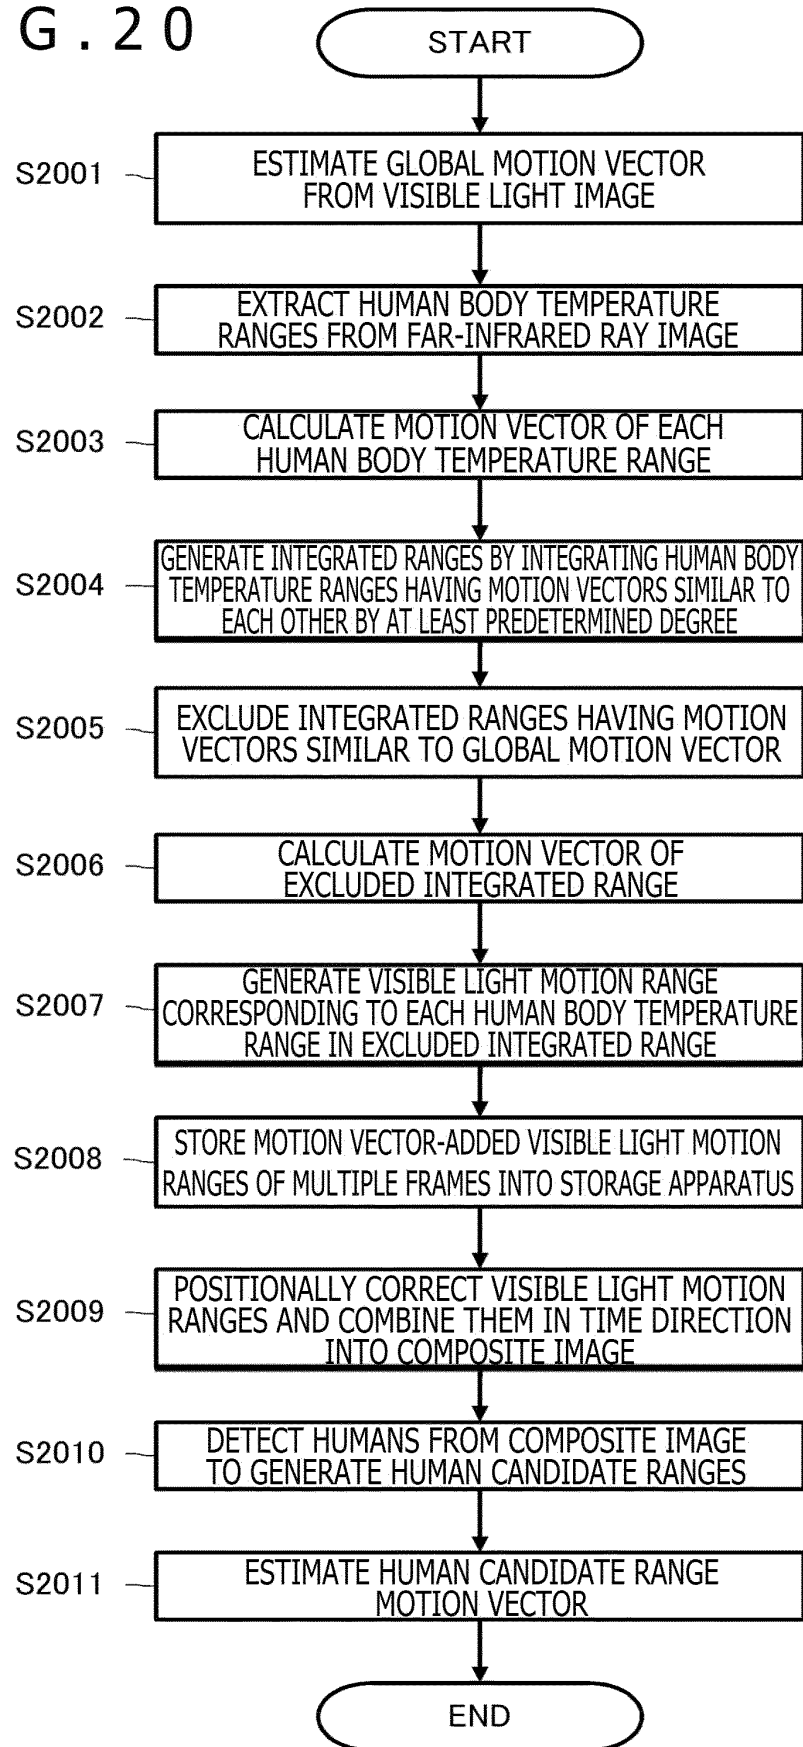 G.20
START
S2001
ESTIMATE GLOBAL MOTION VECTOR
FROM VISIBLE LIGHT IMAGE
S2002
EXTRACT HUMAN BODY TEMPERATURE
RANGES FROM FAR-INFRARED RAY IMAGE
S2003
CALCULATE MOTION VECTOR OF EACH
HUMAN BODY TEMPERATURE RANGE
S2004
GENERATE INTEGRATED RANGES BY INTEGRATING HUMAN BODY
TEMPERATURE RANGES HAVING MOTION VECTORS SIMILAR TO
EACH OTHER BY AT LEAST PREDETERMINED DEGREE
S2005
EXCLUDE INTEGRATED RANGES HAVING MOTION
VECTORS SIMILAR TO GLOBAL MOTION VECTOR
S2006
CALCULATE MOTION VECTOR OF
EXCLUDED INTEGRATED RANGE
S2007
GENERATE VISIBLE LIGHT MOTION RANGE
CORRESPONDING TO EACH HUMAN BODY TEMPERATURE
RANGE IN EXCLUDED INTEGRATED RANGE
S2008
STORE MOTION VECTOR-ADDED VISIBLE LIGHT MOTION
RANGES OF MULTIPLE FRAMES INTO STORAGE APPARATUS
S2009
POSITIONALLY CORRECT VISIBLE LIGHT MOTION
RANGES AND COMBINE THEM IN TIME DIRECTION
INTO COMPOSITE IMAGE
S2010
DETECT HUMANS FROM COMPOSITE IMAGE
TO GENERATE HUMAN CANDIDATE RANGES
S2011
ESTIMATE HUMAN CANDIDATE RANGE
MOTION VECTOR
END